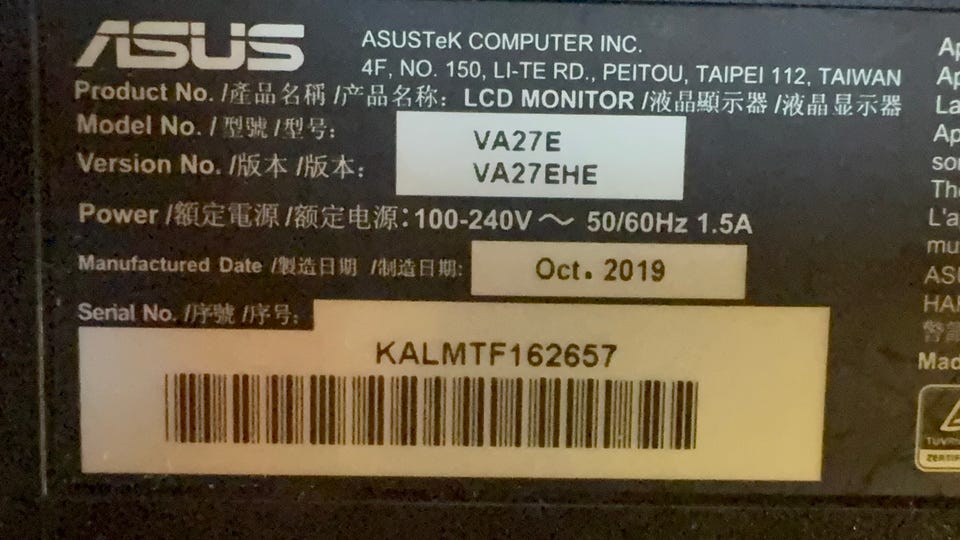 ASUS
ASUSTeK COMPUTER INC.
4F, NO. 150, LI-TE RD., PEITOU, TAIPEI 112, TAIWAN
Product No. /產品名稱 /产品名称: LCD MONITOR /液晶顯示器 /液晶显示器
Model No. / 型號 /型号: VA27E
Version No. /版本 /版本: VA27EHE
Power /額定電源 /额定电源: 100-240V ～ 50/60Hz 1.5A
Manufactured Date /製造日期 /制造日期: Oct. 2019
Serial No. /序號 /序号:
KALMTF162657